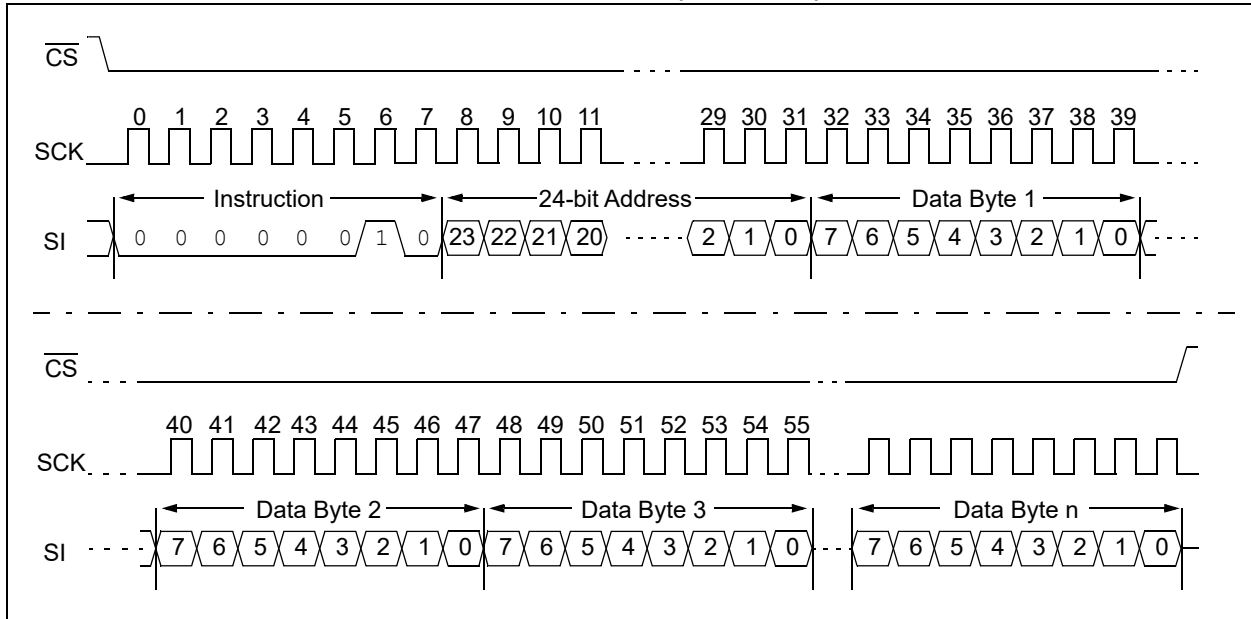 CS
0 1 2 3 4 5 6 7 8 9 10 11 29 30 31 32 33 34 35 36 37 38 39
SCK
Instruction 24-bit Address Data Byte 1
SI 0 0 0 0 0 0 1 0 23 22 21 20 2 1 0 7 6 5 4 3 2 1 0
CS
40 41 42 43 44 45 46 47 48 49 50 51 52 53 54 55
SCK
Data Byte 2 Data Byte 3 Data Byte n
SI 7 6 5 4 3 2 1 0 7 6 5 4 3 2 1 0 7 6 5 4 3 2 1 0